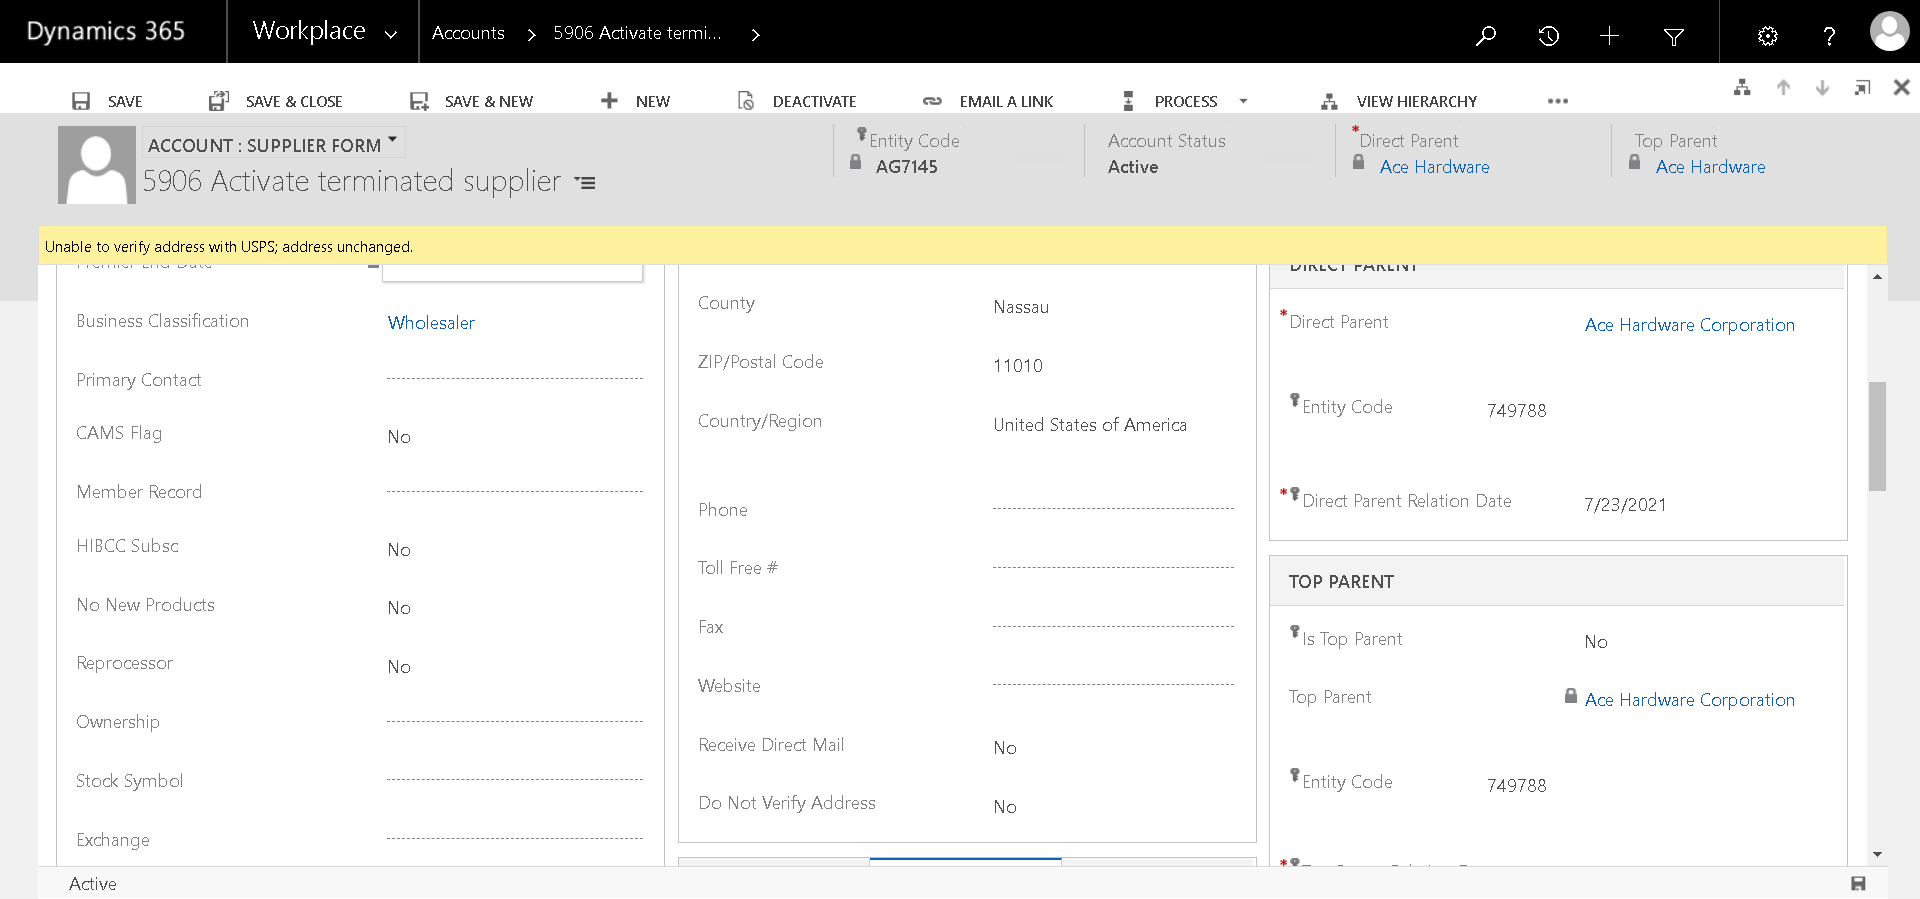 Dynamics 365
Workplace
Accounts
5906 Activate termi...
SAVE
SAVE & CLOSE
SAVE & NEW
NEW
DEACTIVATE
EMAIL A LINK
PROCESS
VIEW HIERARCHY
ACCOUNT : SUPPLIER FORM
5906 Activate terminated supplier
Entity Code
AG7145
Account Status
Active
*Direct Parent
Ace Hardware
Top Parent
Ace Hardware
Unable to verify address with USPS; address unchanged.
Premier End Date
Business Classification
Wholesaler
Primary Contact
CAMS Flag
No
Member Record
HIBCC Subsc
No
No New Products
No
Reprocessor
No
Ownership
Stock Symbol
Exchange
County
Nassau
ZIP/Postal Code
11010
Country/Region
United States of America
Phone
Toll Free #
Fax
Website
Receive Direct Mail
No
Do Not Verify Address
No
DIRECT PARENT
*Direct Parent
Ace Hardware Corporation
Entity Code
749788
*Direct Parent Relation Date
7/23/2021
TOP PARENT
Is Top Parent
No
Top Parent
Ace Hardware Corporation
Entity Code
749788
Active